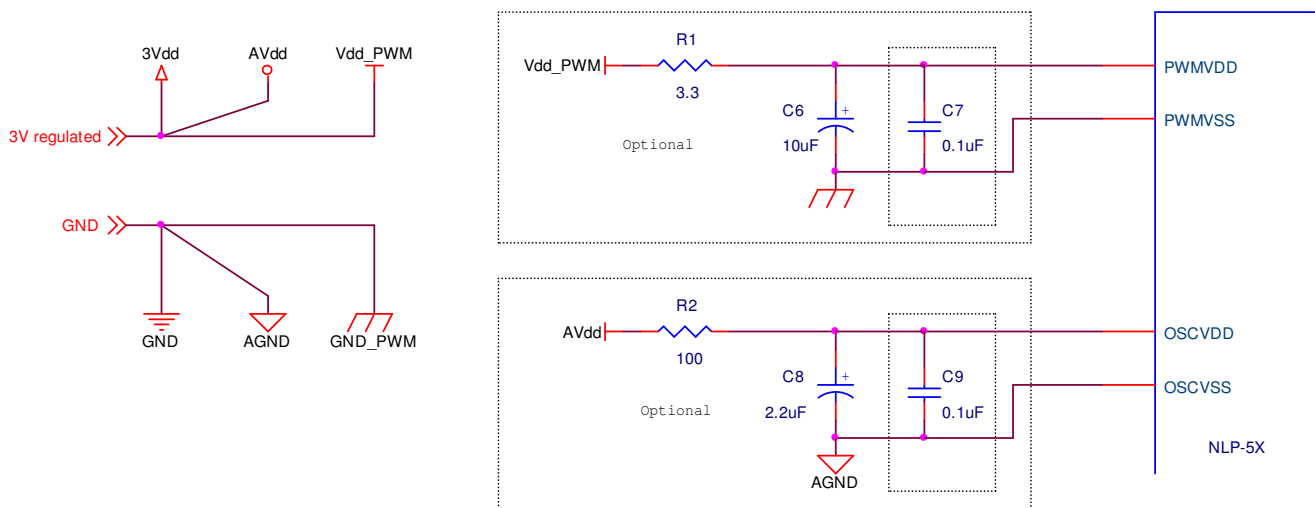 3Vdd
AVdd
Vdd_PWM
3V regulated
GND
GND
AGND
GND_PWM
Vdd_PWM
R1
3.3
Optional
C6
+
10uF
C7
0.1uF
PWMVDD
PWMVSS
AVdd
R2
100
Optional
C8
+
2.2uF
C9
0.1uF
AGND
OSCVDD
OSCVSS
NLP-5X